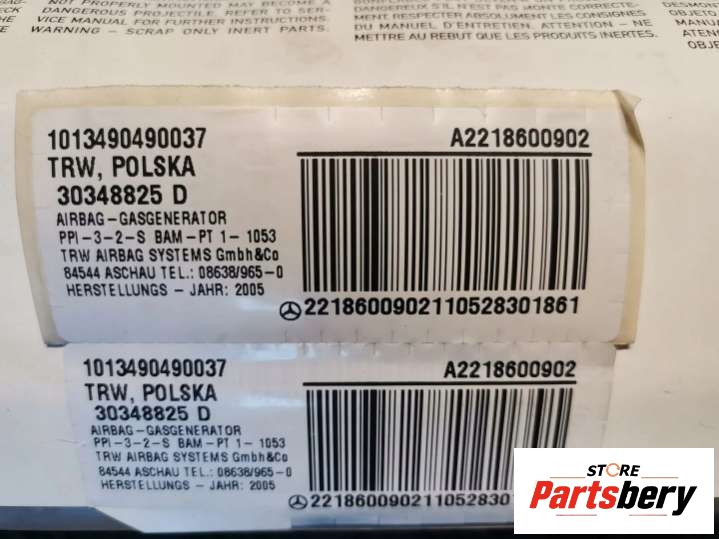 NOT PROPERLY MOUNTED MAY BECOME A
DANGEROUS PROJECTILE. REFER TO SER-
VICE MANUAL FOR FURTHER INSTRUCTIONS.
WARNING – SCRAP ONLY INERT PARTS.
DANGEREUX S'IL N'EST PAS MONTE CORRECTE-
MENT. RESPECTER ABSOLUMENT LES CONSIGNES
DU MANUEL D'ENTRETIEN. ATTENTION – NE
METTRE AU REBUT QUE LES PRODUITS INERTES.
DESMON
OBJETO
MANUA
ATENC
OBJE
1013490490037
A2218600902
TRW, POLSKA
30348825 D
AIRBAG-GASGENERATOR
PPI-3-2-S BAM-PT 1-1053
TRW AIRBAG SYSTEMS Gmbh&Co
84544 ASCHAU TEL.: 08638/965-0
HERSTELLUNGS - JAHR: 2005
2218600902110528301861
1013490490037
A2218600902
TRW, POLSKA
30348825 D
AIRBAG-GASGENERATOR
PPI-3-2-S BAM-PT 1-1053
TRW AIRBAG SYSTEMS Gmbh&Co
84544 ASCHAU TEL.: 08638/965-0
HERSTELLUNGS - JAHR: 2005
STORE
Partsbery